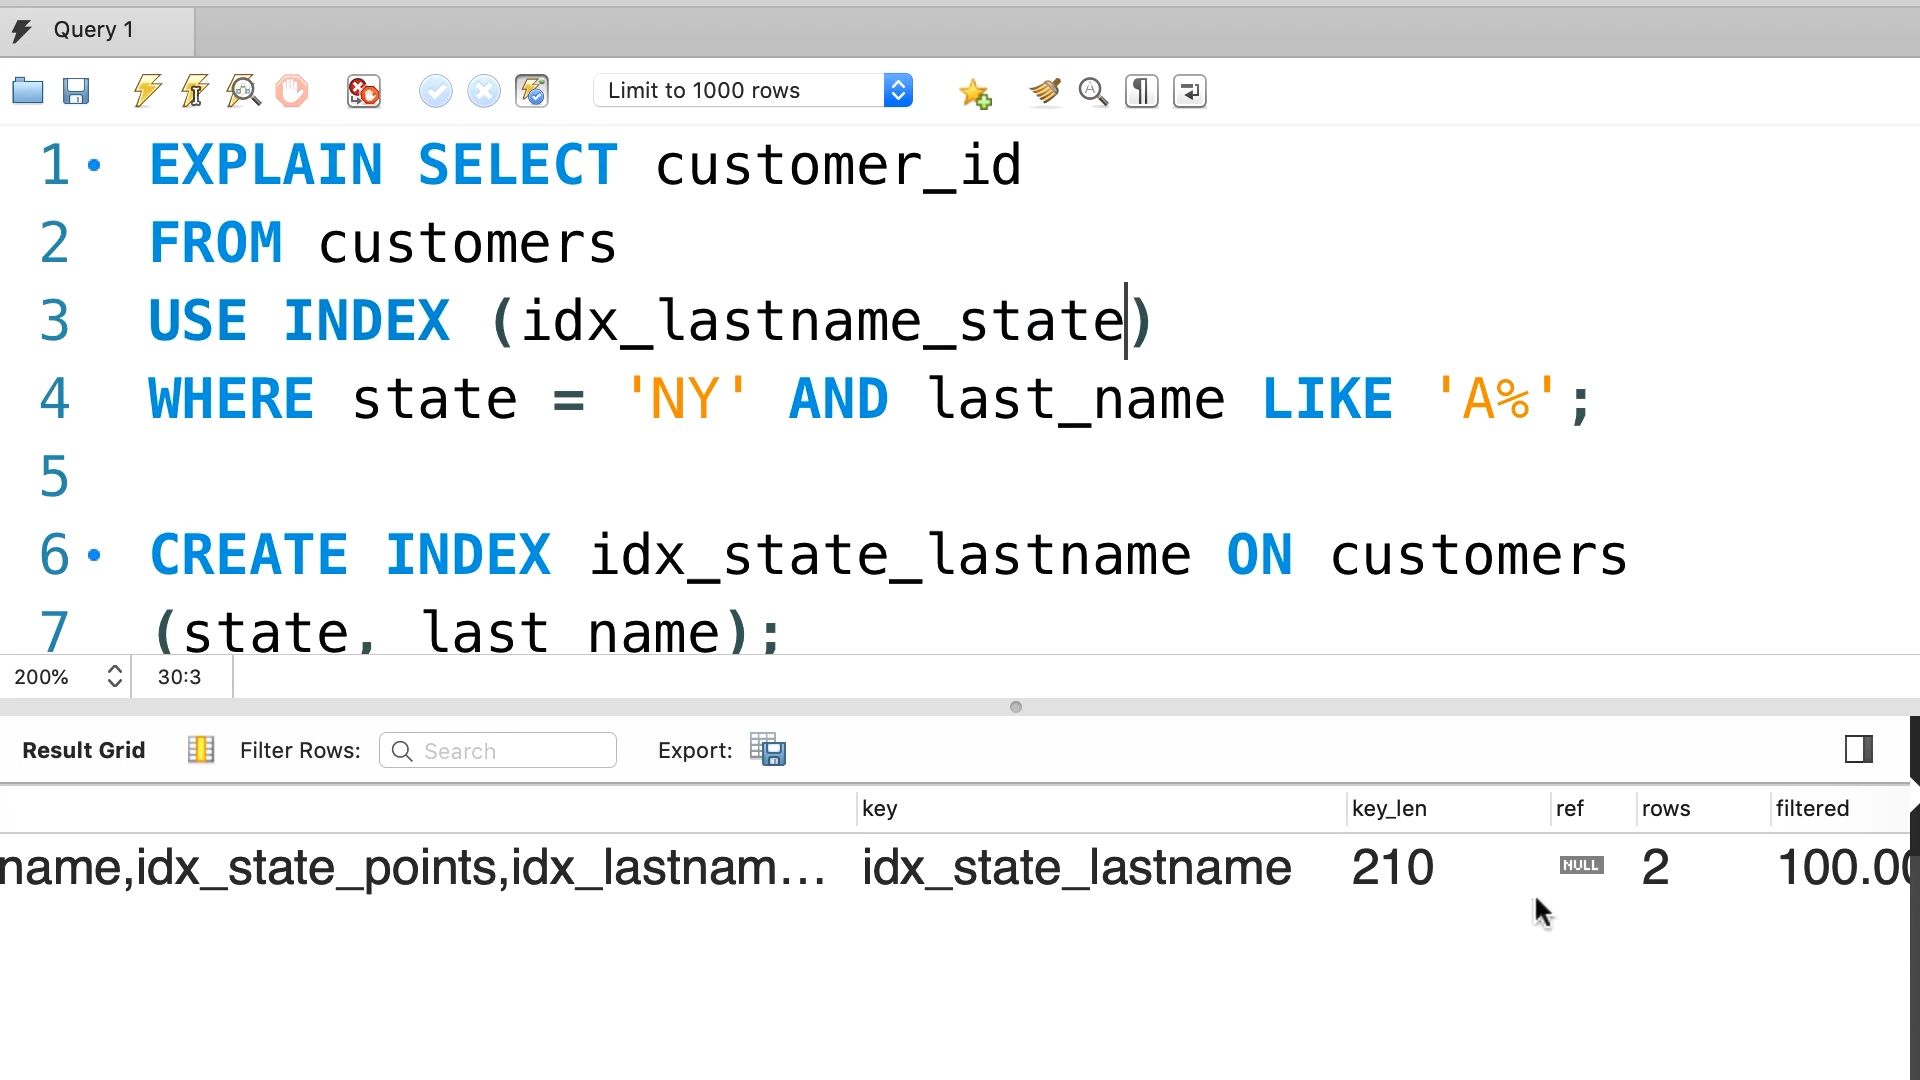 Query 1
Limit to 1000 rows
1 EXPLAIN SELECT customer_id
2 FROM customers
3 USE INDEX (idx_lastname_state)
4 WHERE state = 'NY' AND last_name LIKE 'A%';
5
6 CREATE INDEX idx_state_lastname ON customers
7 (state, last_name);
200% 30:3
Result Grid Filter Rows: Search Export:
key key_len ref rows filtered
name,idx_state_points,idx_lastnam... idx_state_lastname 210 NULL 2 100.00